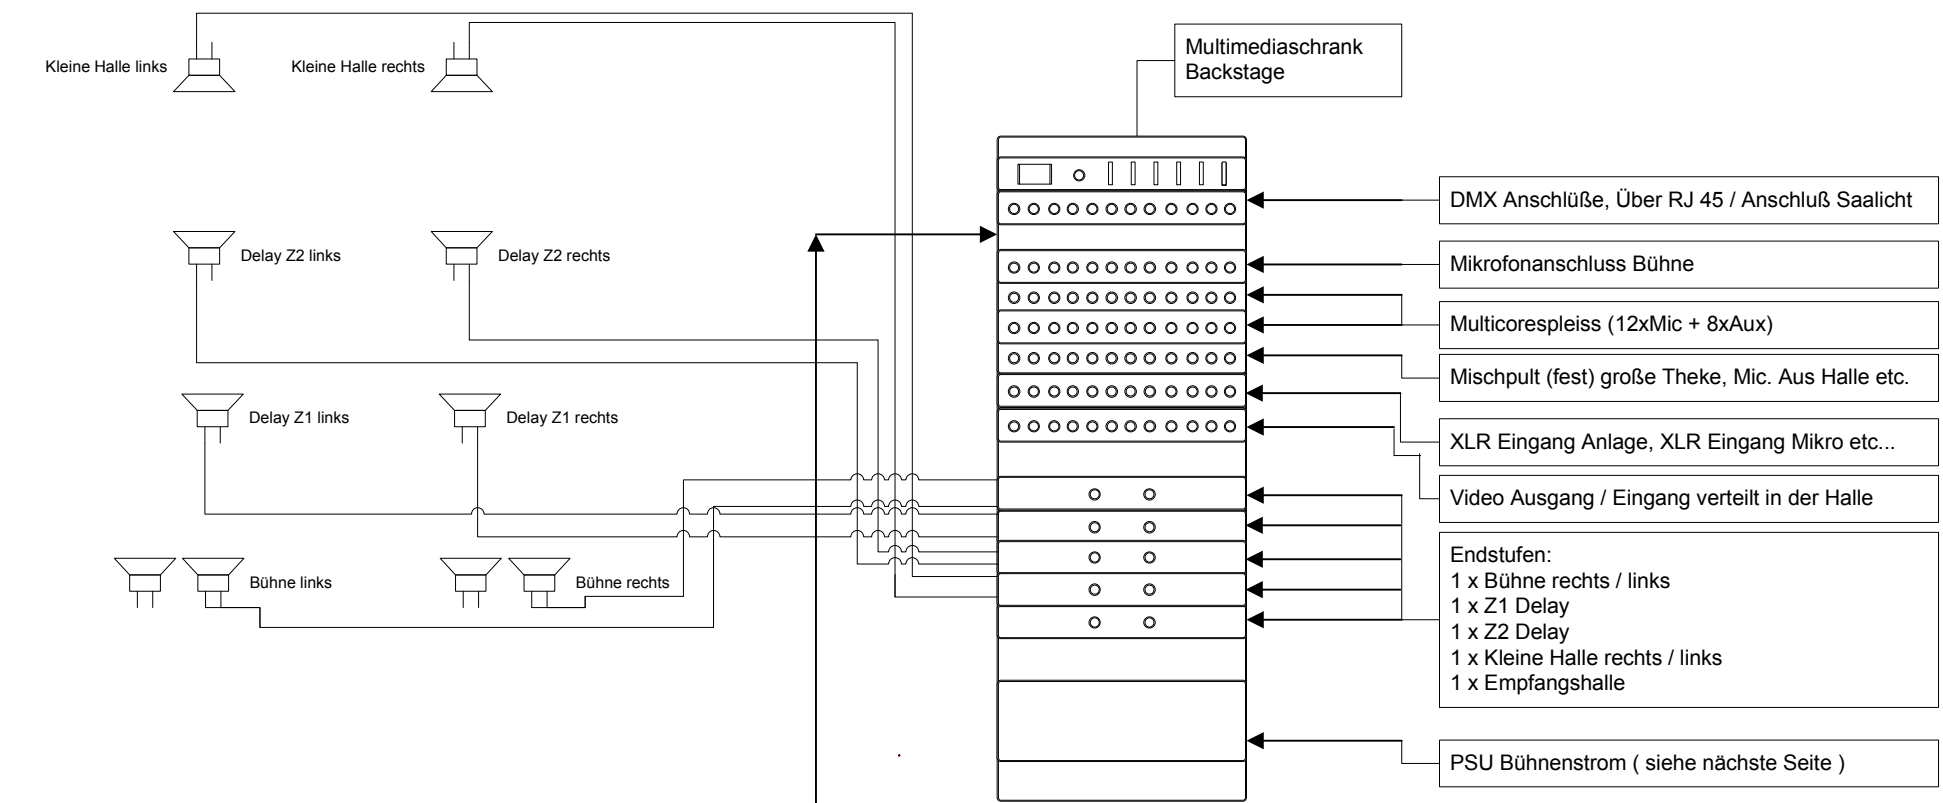 Multimediaschrank
Backstage
Kleine Halle links
Kleine Halle rechts
DMX Anschlüße, Über RJ 45 / Anschluß Saalicht
Delay Z2 links
Delay Z2 rechts
Mikrofonanschluss Bühne
Multicorespleiss (12xMic + 8xAux)
Mischpult (fest) große Theke, Mic. Aus Halle etc.
Delay Z1 links
Delay Z1 rechts
XLR Eingang Anlage, XLR Eingang Mikro etc...
Video Ausgang / Eingang verteilt in der Halle
Bühne links
Bühne rechts
Endstufen:
1 x Bühne rechts / links
1 x Z1 Delay
1 x Z2 Delay
1 x Kleine Halle rechts / links
1 x Empfangshalle
PSU Bühnenstrom ( siehe nächste Seite )